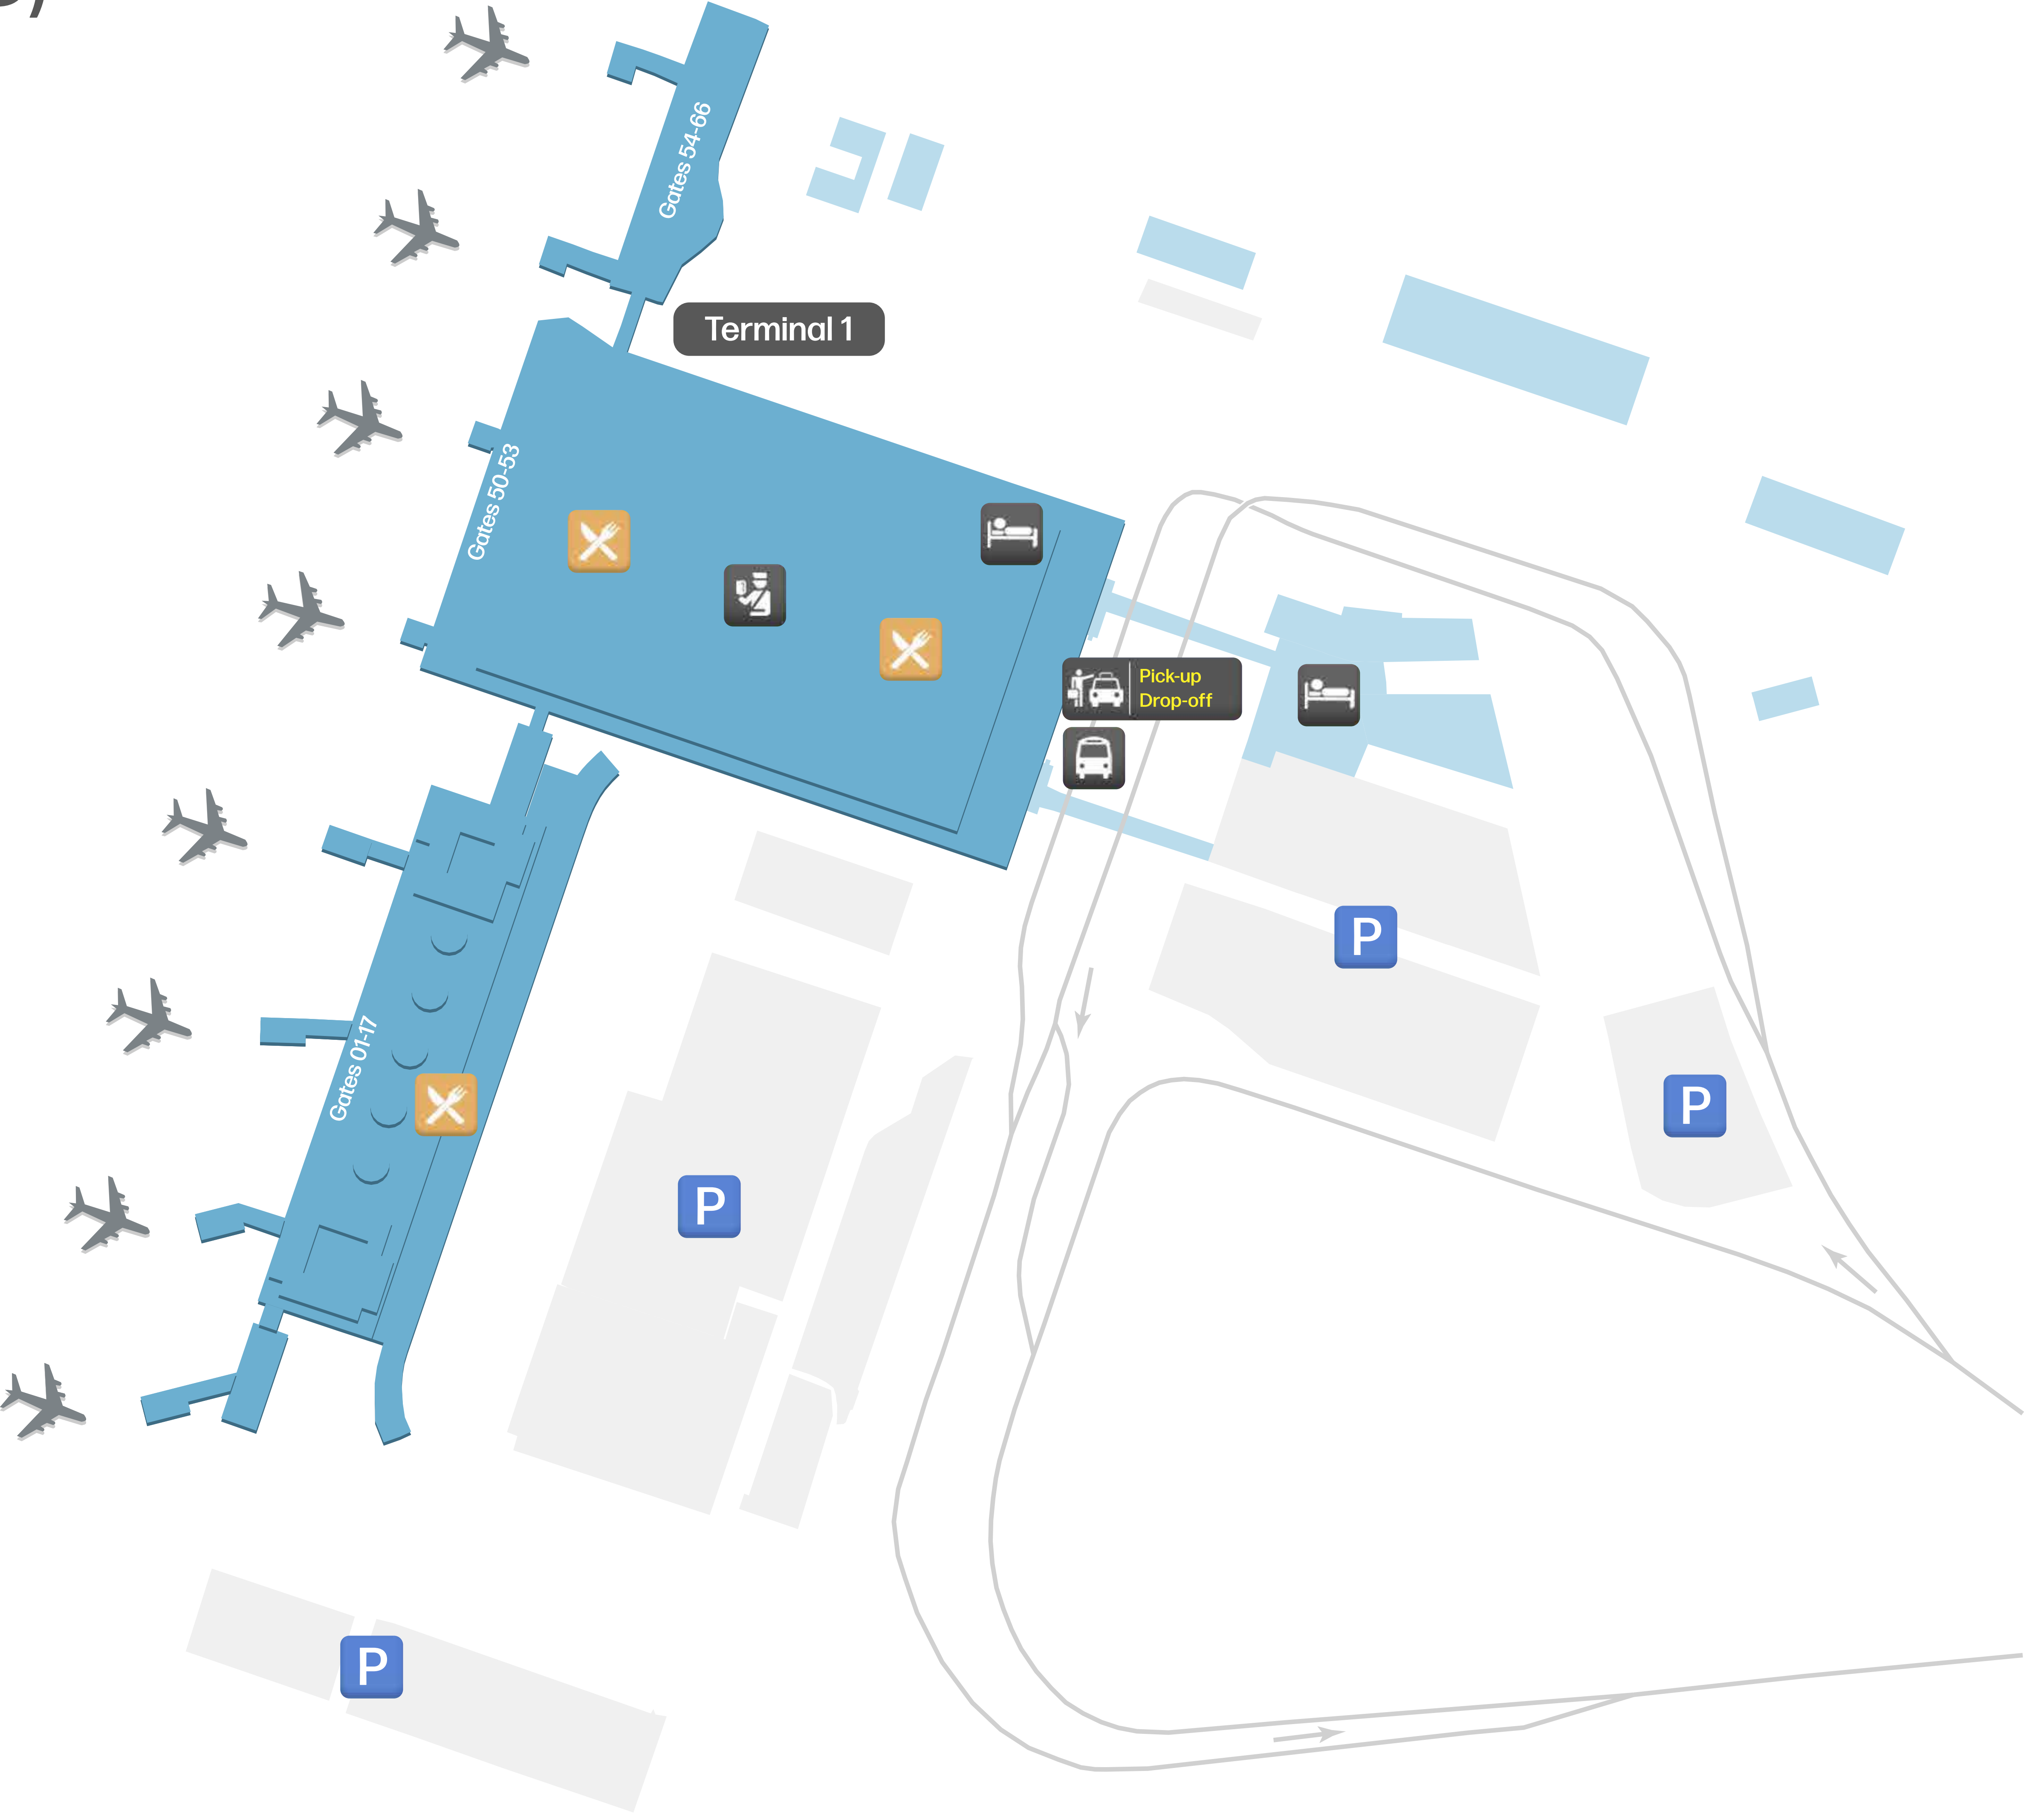 Gates 54-66
Terminal 1
Gates 50-53
Pick-up
Drop-off
P
Gates 01-17
P
P
P